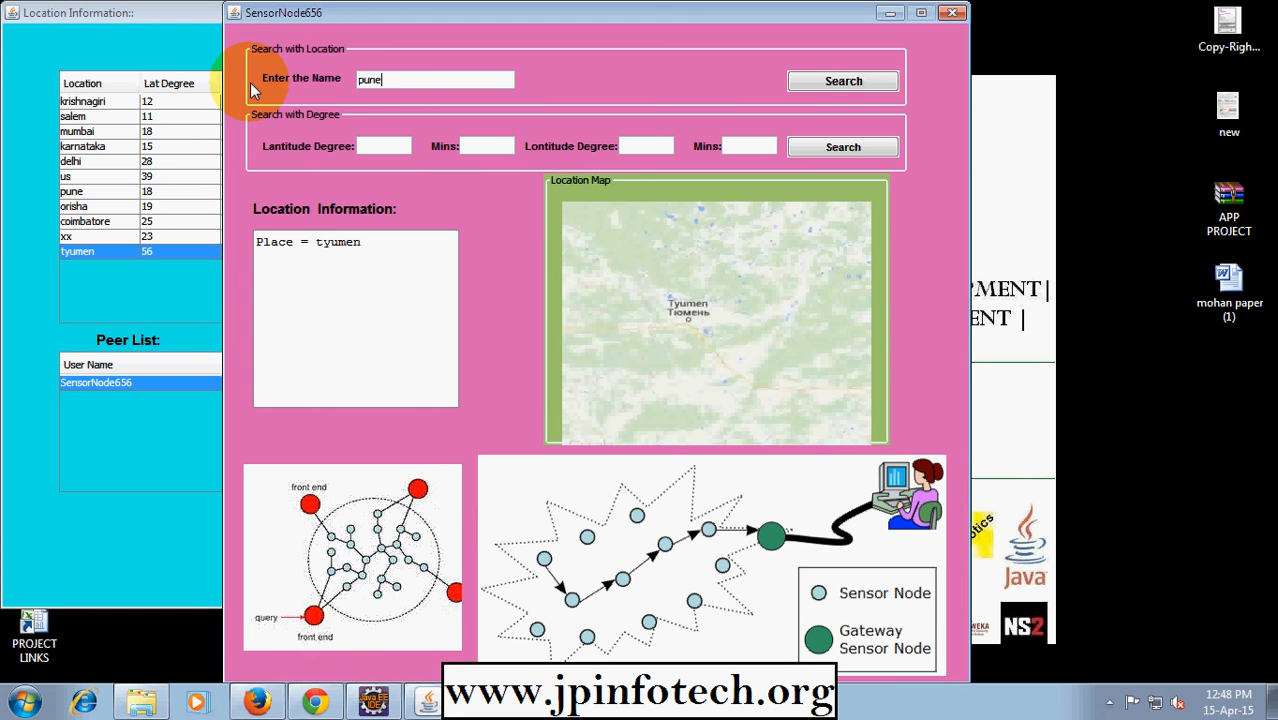 Location Information::
Location Lat Degree
krishnagiri 12
salem 11
mumbai 18
karnataka 15
delhi 28
us 39
pune 18
orisha 19
coimbatore 25
xx 23
tyumen 56
Peer List:
User Name
SensorNode656
SensorNode656
Search with Location
Enter the Name pune Search
Search with Degree
Lantitude Degree: Mins: Lontitude Degree: Mins: Search
Location Information:
Place = tyumen
Location Map
Tyumen
Тюмень
front end
query
front end
Sensor Node
Gateway
Sensor Node
Copy-Righ...
new
APP
PROJECT
mohan paper
(1)
PMENT|
ENT |
Java
WEKA
NS2
PROJECT
LINKS
www.jpinfotech.org
Java EE
IDE
12:48 PM
15-Apr-15